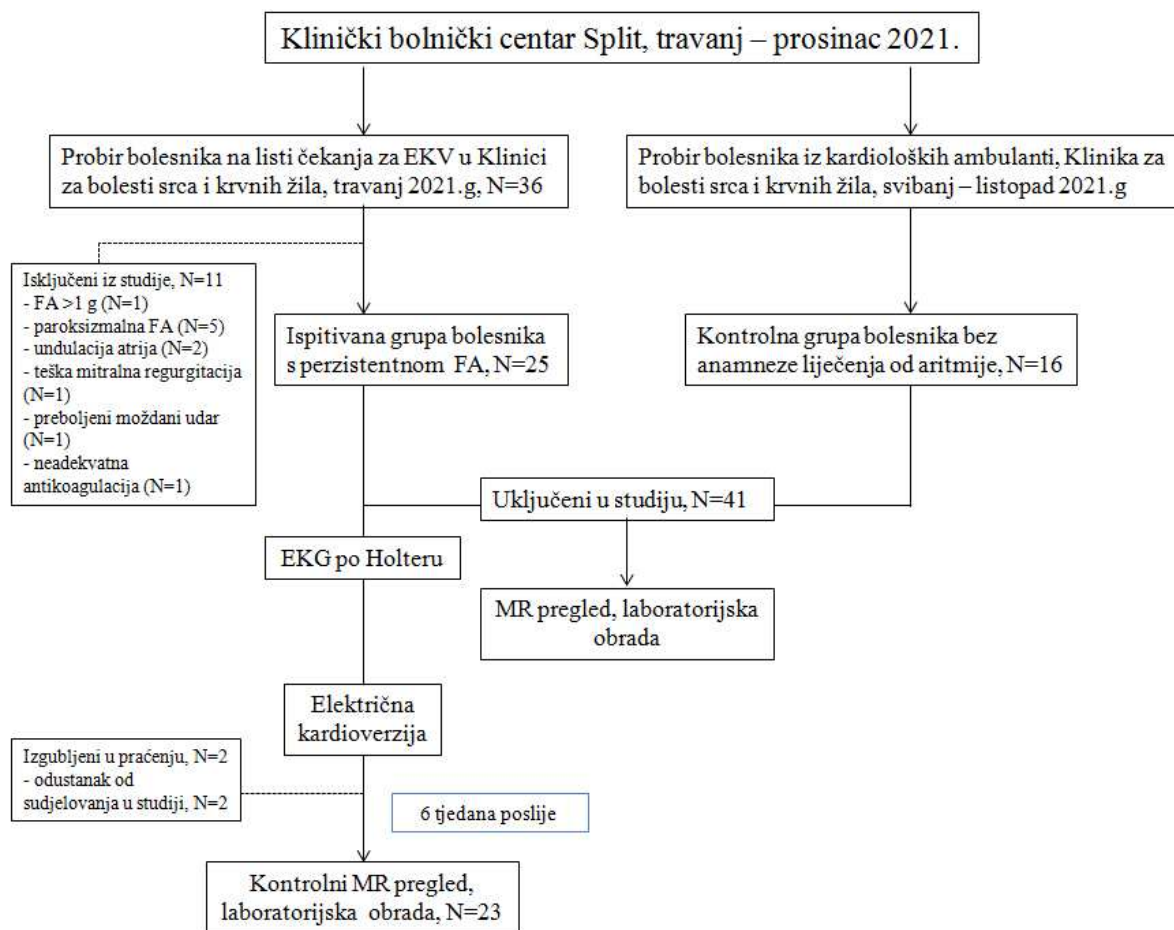 Klinički bolnički centar Split, travanj – prosinac 2021.
Probir bolesnika na listi čekanja za EKV u Klinici
za bolesti srca i krvnih žila, travanj 2021.g, N=36
Probir bolesnika iz kardioloških ambulanti, Klinika za
bolesti srca i krvnih žila, svibanj – listopad 2021.g
Isključeni iz studije, N=11
- FA >1 g (N=1)
- paroksizmalna FA (N=5)
- undulacija atrija (N=2)
- teška mitralna regurgitacija
(N=1)
- preboljeni moždani udar
(N=1)
- neadekvatna
antikoagulacija (N=1)
Ispitivana grupa bolesnika
s perzistentnom FA, N=25
Kontrolna grupa bolesnika bez
anamneze liječenja od aritmije, N=16
Uključeni u studiju, N=41
EKG po Holteru
MR pregled, laboratorijska
obrada
Električna
kardioverzija
Izgubljeni u praćenju, N=2
- odustanak od
sudjelovanja u studiji, N=2
6 tjedana poslije
Kontrolni MR pregled,
laboratorijska obrada, N=23